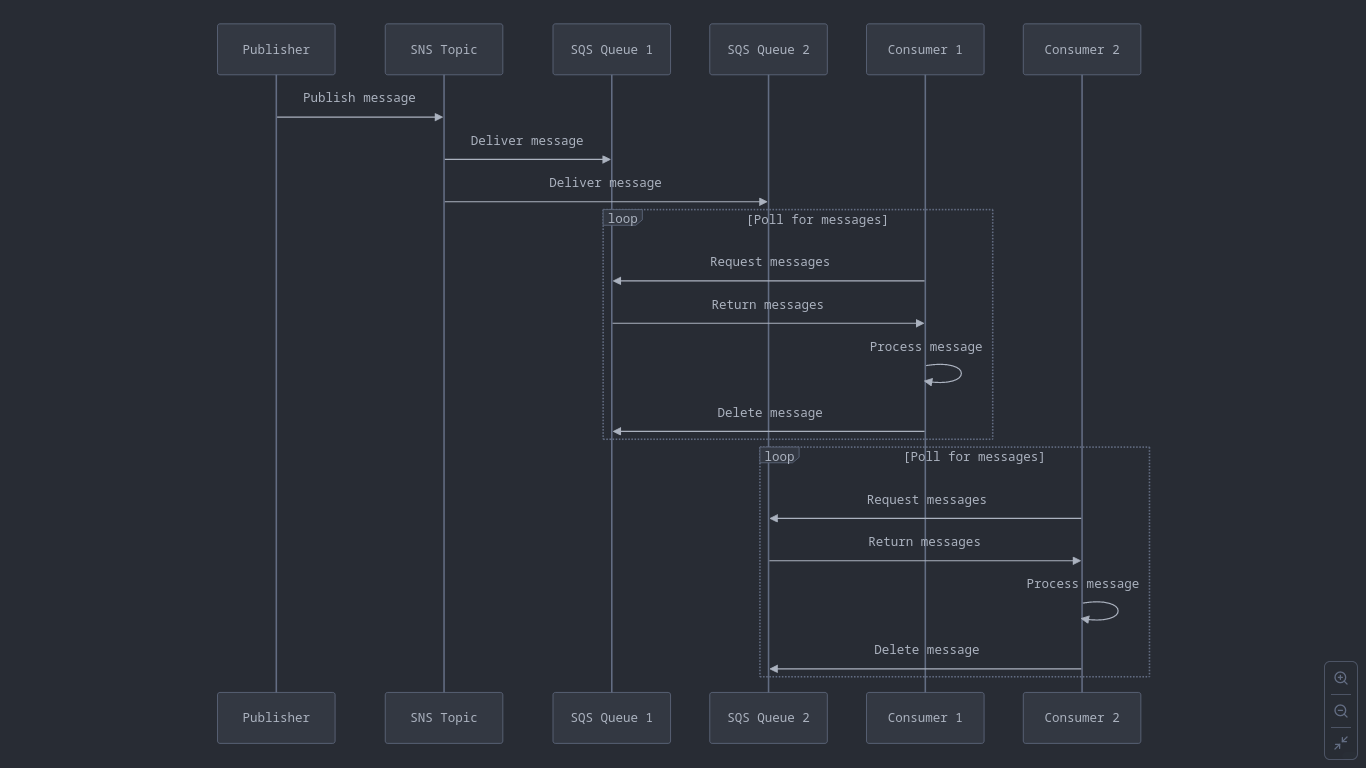 Publisher
SNS Topic
SQS Queue 1
SQS Queue 2
Consumer 1
Consumer 2
Publish message
Deliver message
Deliver message
loop
[Poll for messages]
Request messages
Return messages
Process message
Delete message
loop
[Poll for messages]
Request messages
Return messages
Process message
Delete message
Publisher
SNS Topic
SQS Queue 1
SQS Queue 2
Consumer 1
Consumer 2